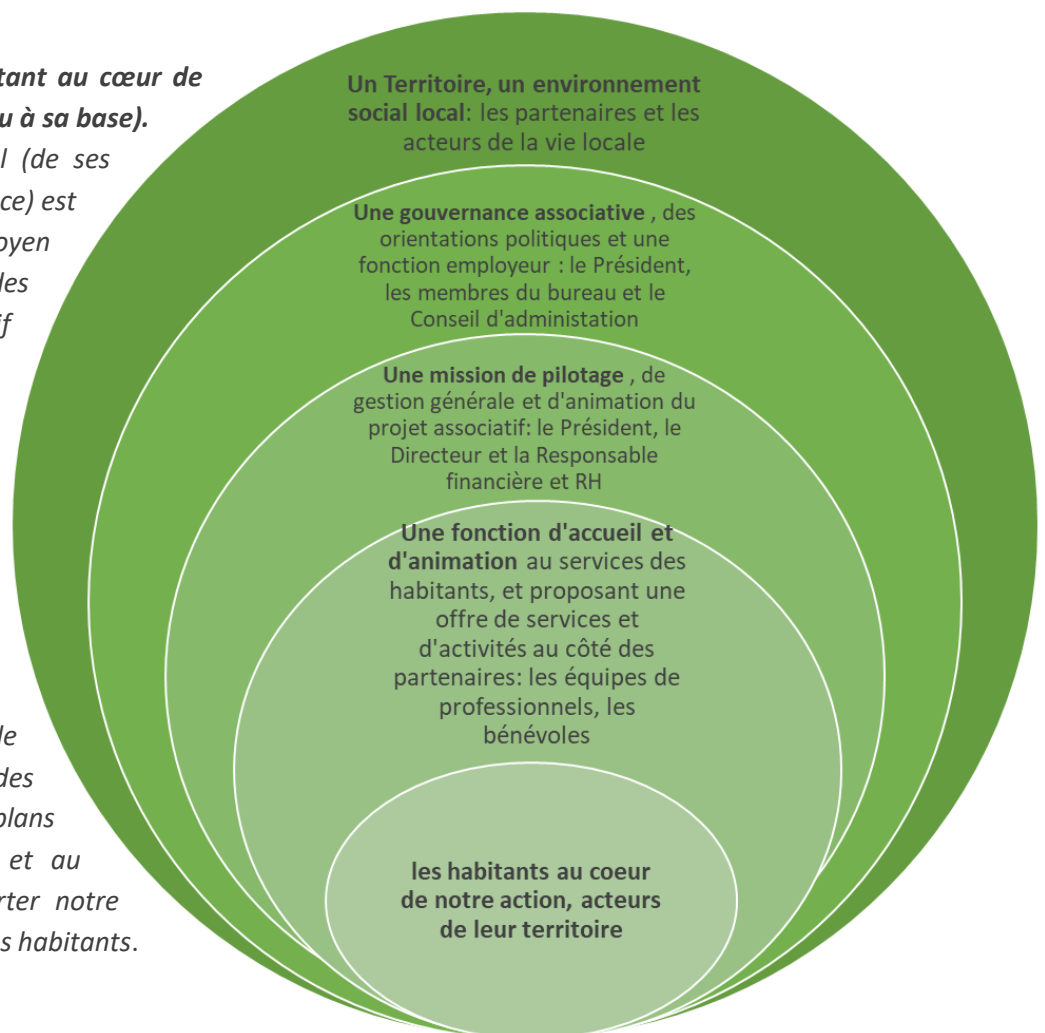 tant au cœur de
u à sa base).
l (de ses
ce) est
oyen
les
if
le
des
plans
et au
rter notre
s habitants.
Un Territoire, un environnement
social local: les partenaires et les
acteurs de la vie locale
Une gouvernance associative , des
orientations politiques et une
fonction employeur : le Président,
les membres du bureau et le
Conseil d'administation
Une mission de pilotage , de
gestion générale et d'animation du
projet associatif: le Président, le
Directeur et la Responsable
financière et RH
Une fonction d'accueil et
d'animation au services des
habitants, et proposant une
offre de services et
d'activités au côté des
partenaires: les équipes de
professionnels, les
bénévoles
les habitants au coeur
de notre action, acteurs
de leur territoire